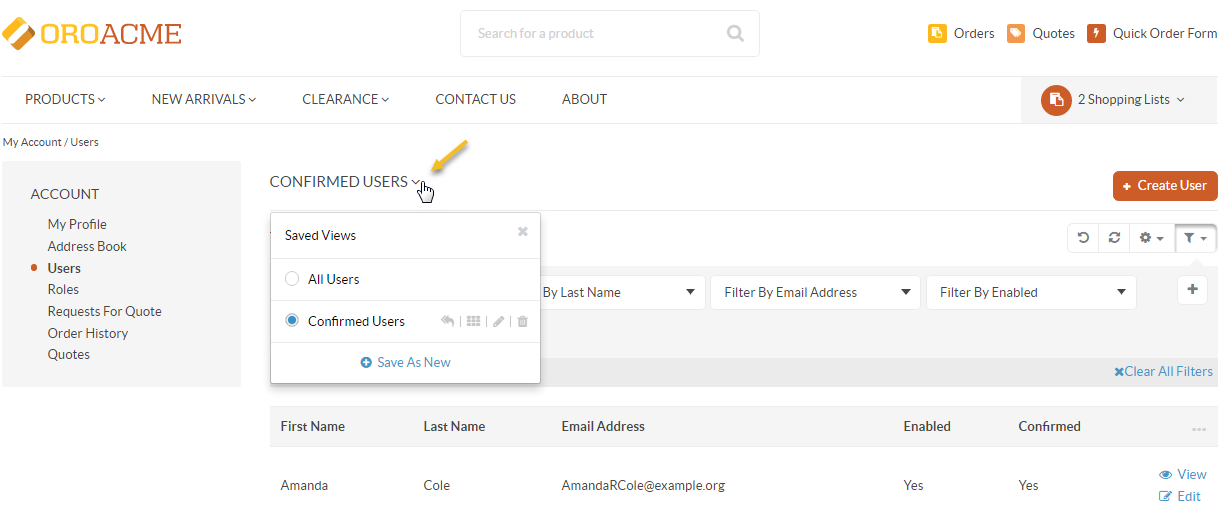 OROACME
Search for a product
Orders
Quotes
Quick Order Form
PRODUCTS
NEW ARRIVALS
CLEARANCE
CONTACT US
ABOUT
2 Shopping Lists
My Account / Users
ACCOUNT
My Profile
Address Book
Users
Roles
Requests For Quote
Order History
Quotes
CONFIRMED USERS
+ Create User
Saved Views
All Users
Confirmed Users
Save As New
By Last Name
Filter By Email Address
Filter By Enabled
Clear All Filters
First Name Last Name Email Address Enabled Confirmed ...
Amanda Cole AmandaRCole@example.org Yes Yes
View
Edit